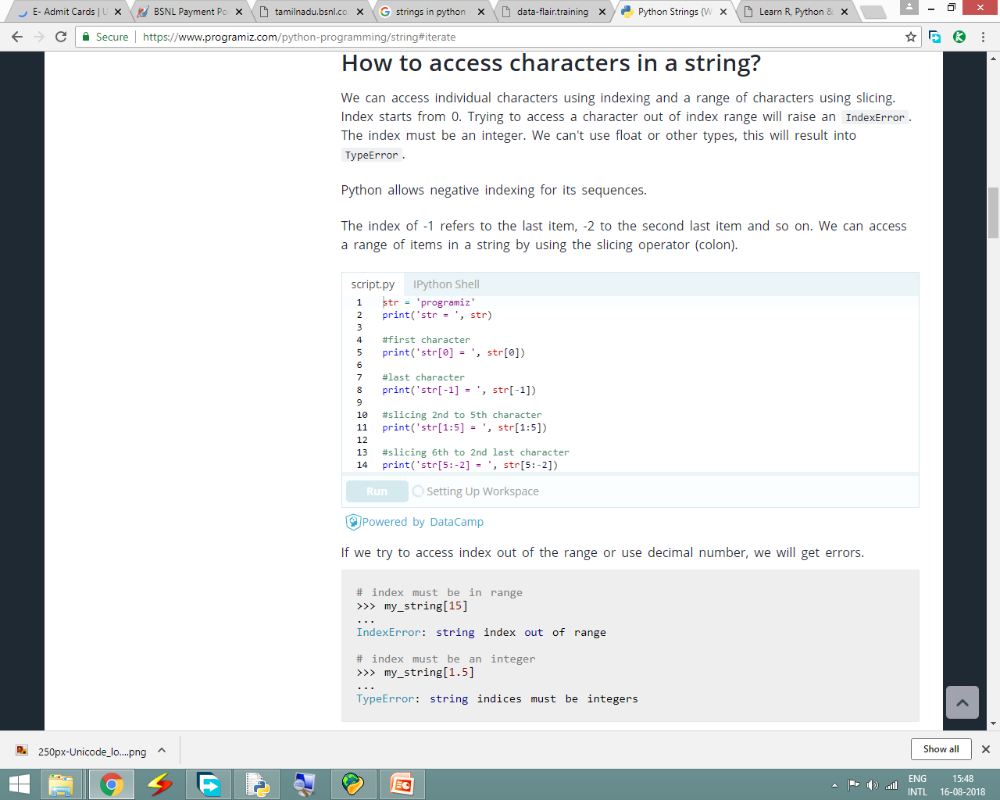 E- Admit Cards | U
BSNL Payment Po
tamilnadu.bsnl.co.
strings in python -
data-flair.training
Python Strings (W
Learn R, Python &
Secure
https://www.programiz.com/python-programming/string#iterate
How to access characters in a string?
We can access individual characters using indexing and a range of characters using slicing.
Index starts from 0. Trying to access a character out of index range will raise an IndexError .
The index must be an integer. We can't use float or other types, this will result into
TypeError .
Python allows negative indexing for its sequences.
The index of -1 refers to the last item, -2 to the second last item and so on. We can access
a range of items in a string by using the slicing operator (colon).
script.py IPython Shell
1 str = 'programiz'
2 print('str = ', str)
3
4 #first character
5 print('str[0] = ', str[0])
6
7 #last character
8 print('str[-1] = ', str[-1])
9
10 #slicing 2nd to 5th character
11 print('str[1:5] = ', str[1:5])
12
13 #slicing 6th to 2nd last character
14 print('str[5:-2] = ', str[5:-2])
Run Setting Up Workspace
Powered by DataCamp
If we try to access index out of the range or use decimal number, we will get errors.
# index must be in range
>>> my_string[15]
...
IndexError: string index out of range
# index must be an integer
>>> my_string[1.5]
...
TypeError: string indices must be integers
250px-Unicode_lo....png
Show all
ENG 15:48
INTL 16-08-2018